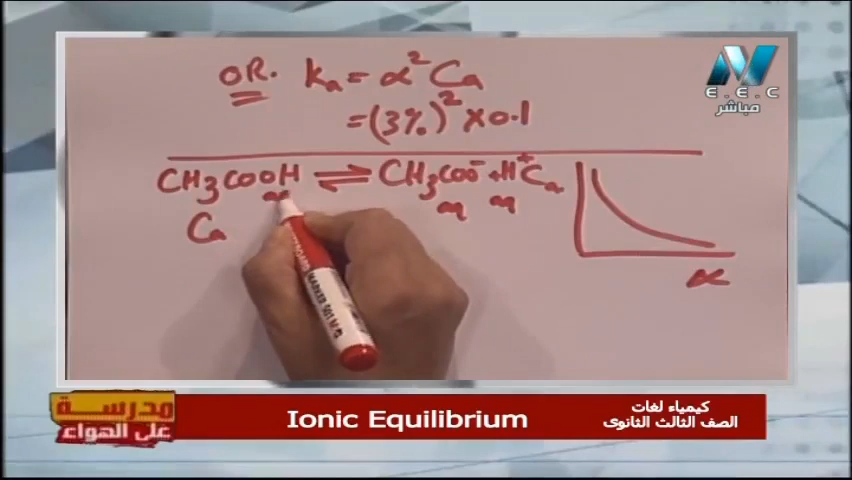 OR. Ka = α² Ca
= (3%)² × 0.1
CH3COOH ⇌ CH3COO⁻ + H⁺
Ca
Ca
α
N
E.E.C
مباشر
مدرسة
على الهواء
Ionic Equilibrium
كيمياء لغات
الصف الثالث الثانوى